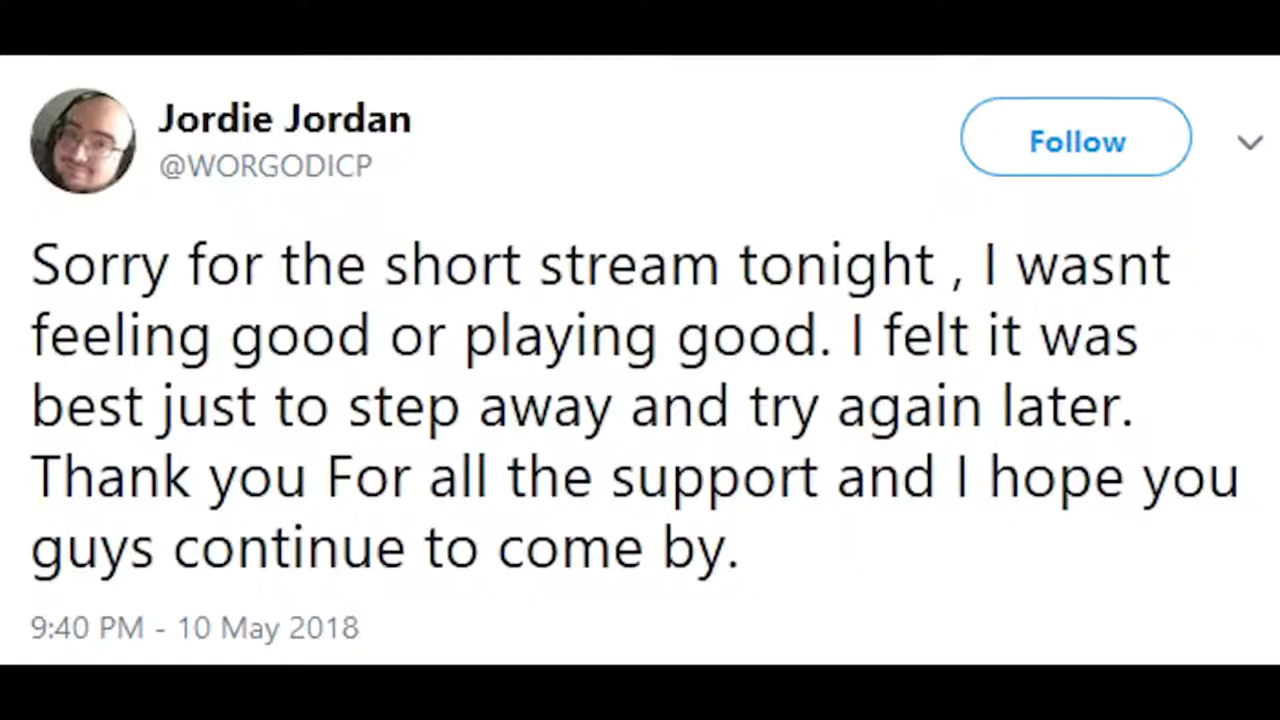 Jordie Jordan
@WORGODICP
Follow
Sorry for the short stream tonight , I wasnt
feeling good or playing good. I felt it was
best just to step away and try again later.
Thank you For all the support and I hope you
guys continue to come by.
9:40 PM - 10 May 2018